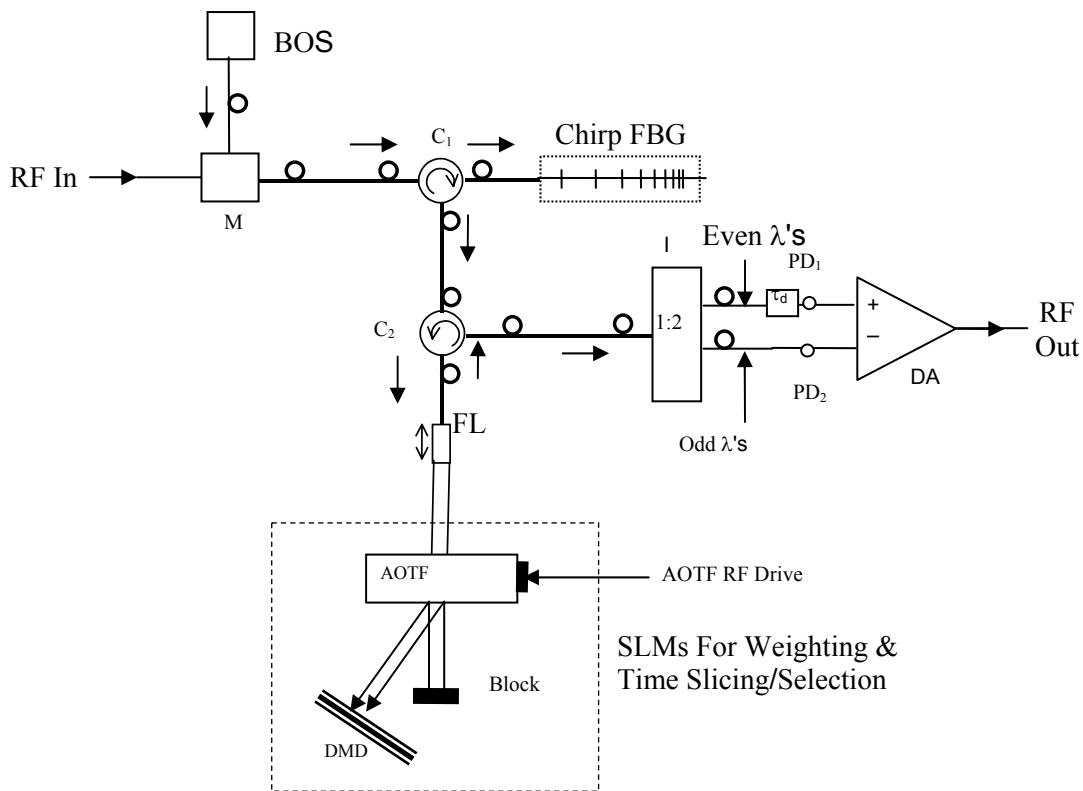 BOS
C₁
Chirp FBG
RF In
M
I
Even λ's
PD₁
τd
+
RF
Out
C₂
1:2
−
DA
PD₂
FL
Odd λ's
AOTF
AOTF RF Drive
SLMs For Weighting &
Time Slicing/Selection
Block
DMD